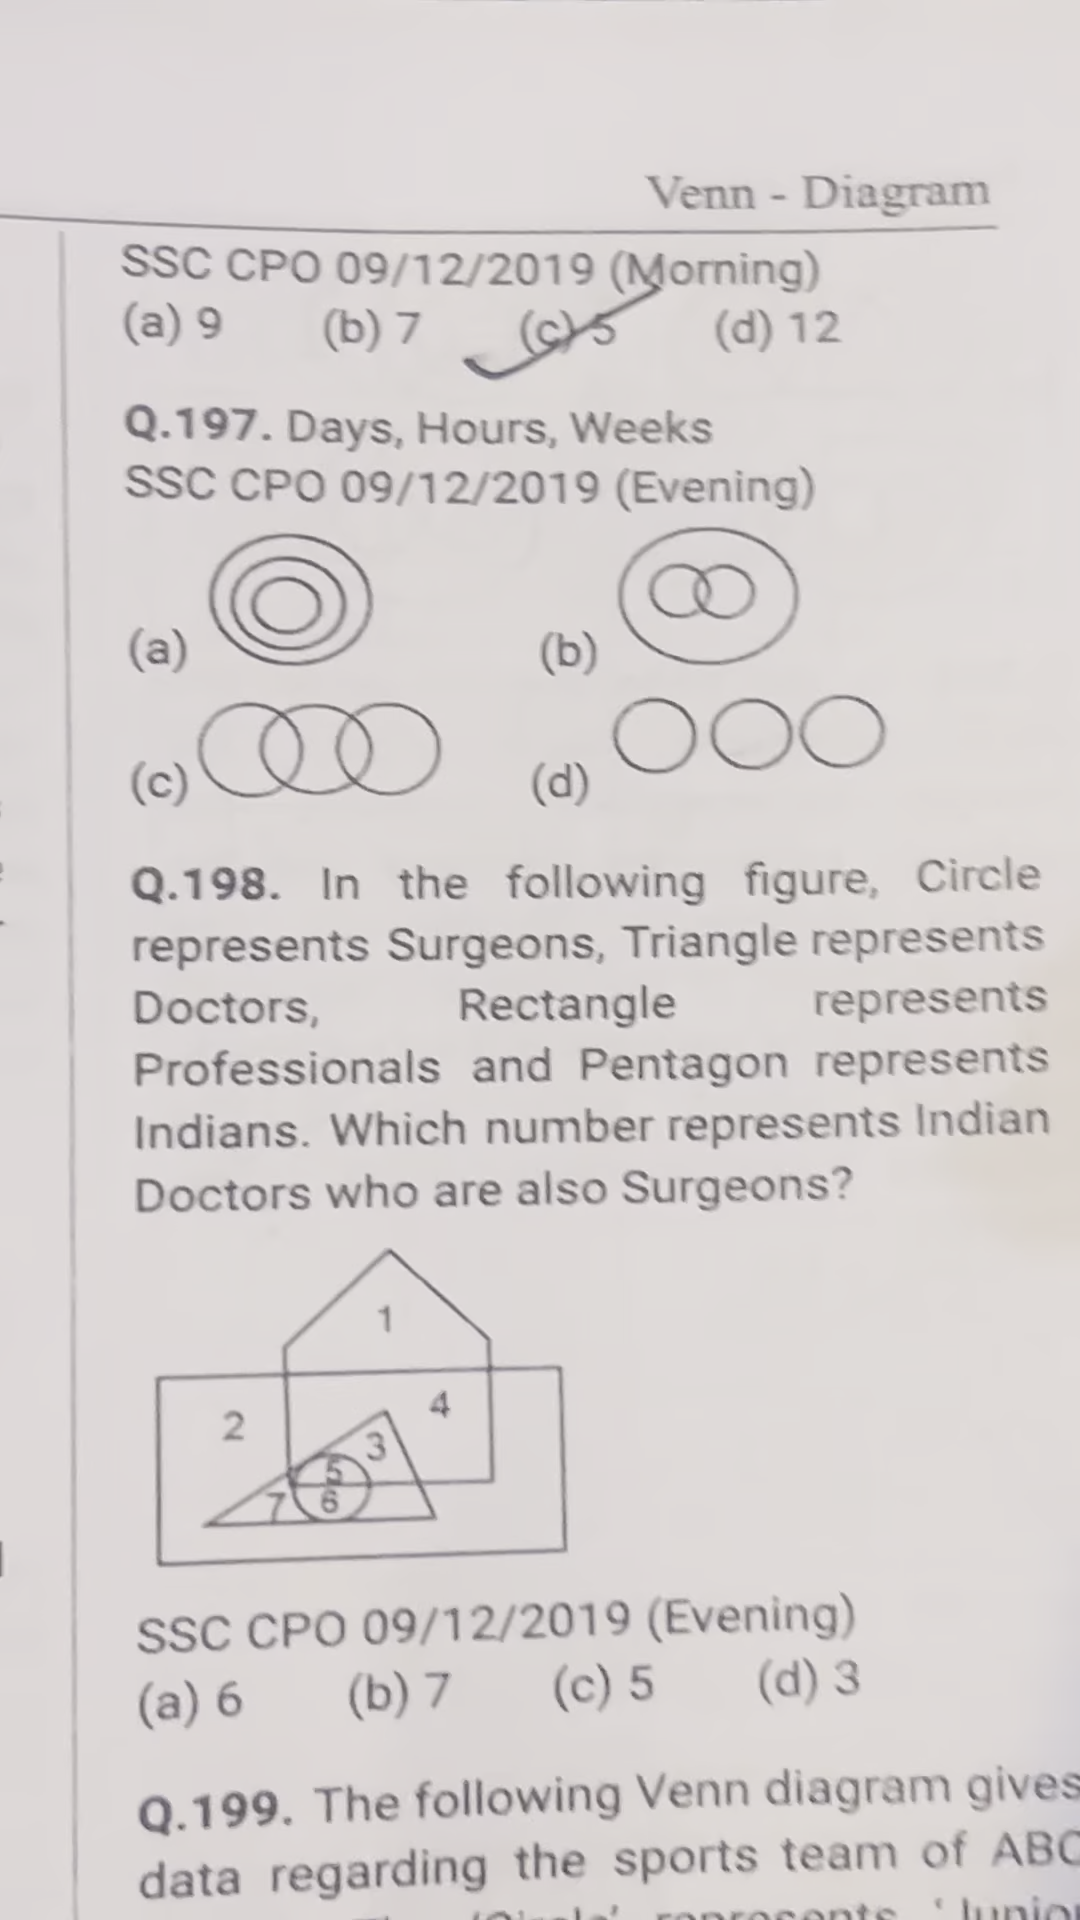 Venn - Diagram
SSC CPO 09/12/2019 (Morning)
(a) 9 (b) 7 (c) 5 (d) 12
Q.197. Days, Hours, Weeks
SSC CPO 09/12/2019 (Evening)
(a) (b)
(c) (d)
Q.198. In the following figure, Circle
represents Surgeons, Triangle represents
Doctors, Rectangle represents
Professionals and Pentagon represents
Indians. Which number represents Indian
Doctors who are also Surgeons?
1
2 4
3
5
7 6
SSC CPO 09/12/2019 (Evening)
(a) 6 (b) 7 (c) 5 (d) 3
Q.199. The following Venn diagram gives
data regarding the sports team of ABC
represents